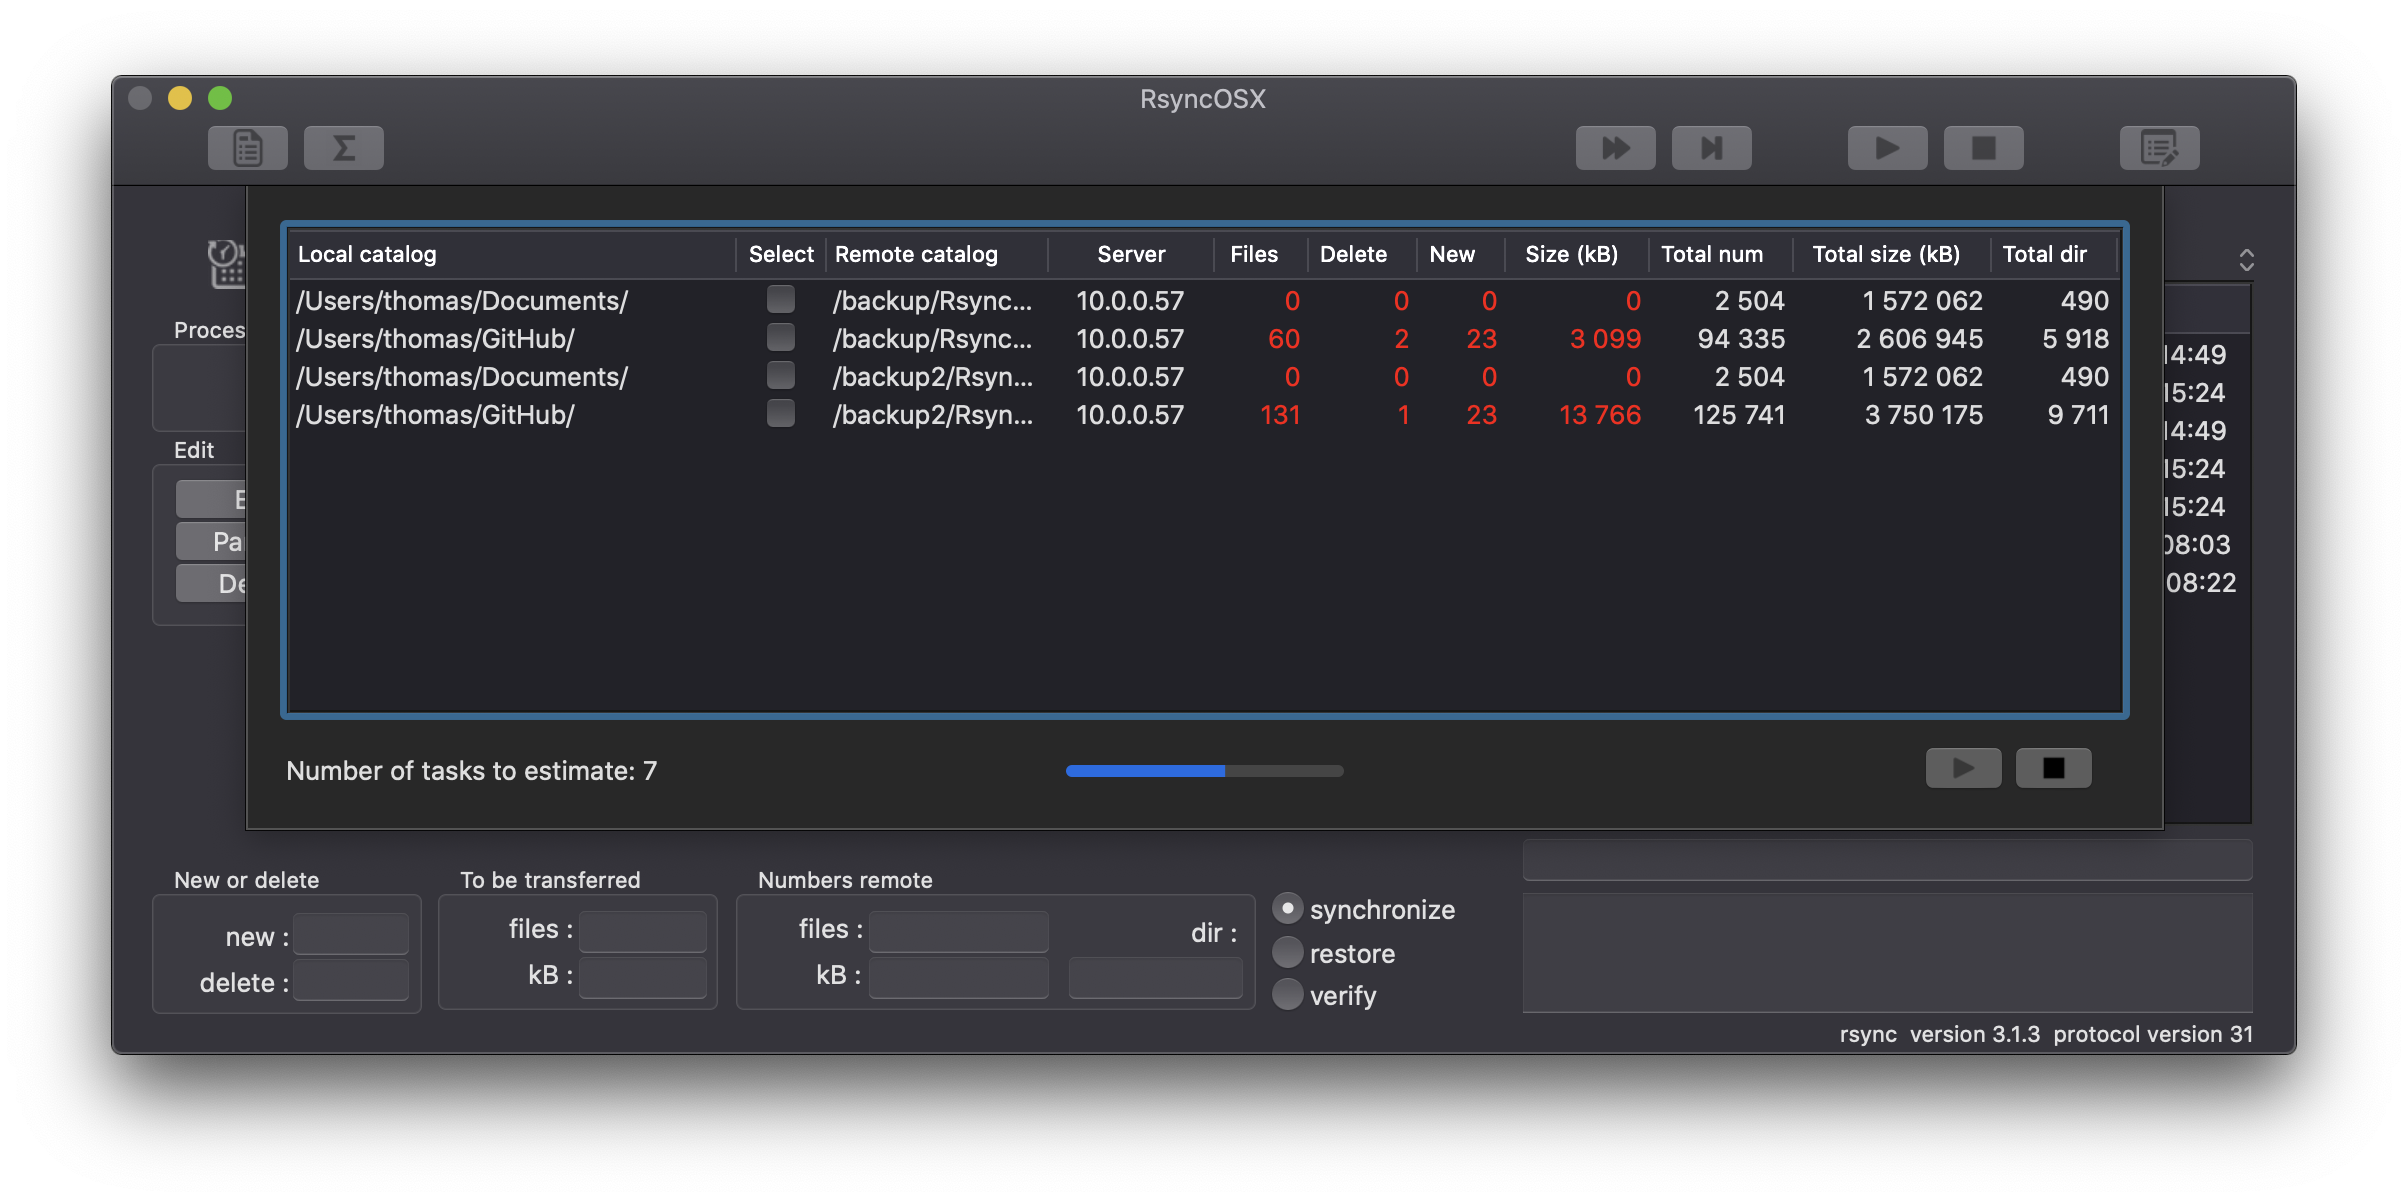 RsyncOSX
Local catalog Select Remote catalog Server Files Delete New Size (kB) Total num Total size (kB) Total dir
/Users/thomas/Documents/ /backup/Rsync... 10.0.0.57 0 0 0 0 2 504 1 572 062 490
/Users/thomas/GitHub/ /backup/Rsync... 10.0.0.57 60 2 23 3 099 94 335 2 606 945 5 918
/Users/thomas/Documents/ /backup2/Rsyn... 10.0.0.57 0 0 0 0 2 504 1 572 062 490
/Users/thomas/GitHub/ /backup2/Rsyn... 10.0.0.57 131 1 23 13 766 125 741 3 750 175 9 711
Proces
Edit
E
Pa
De
14:49
15:24
14:49
15:24
15:24
08:03
08:22
Number of tasks to estimate: 7
New or delete
new :
delete :
To be transferred
files :
kB :
Numbers remote
files :
dir :
kB :
synchronize
restore
verify
rsync version 3.1.3 protocol version 31